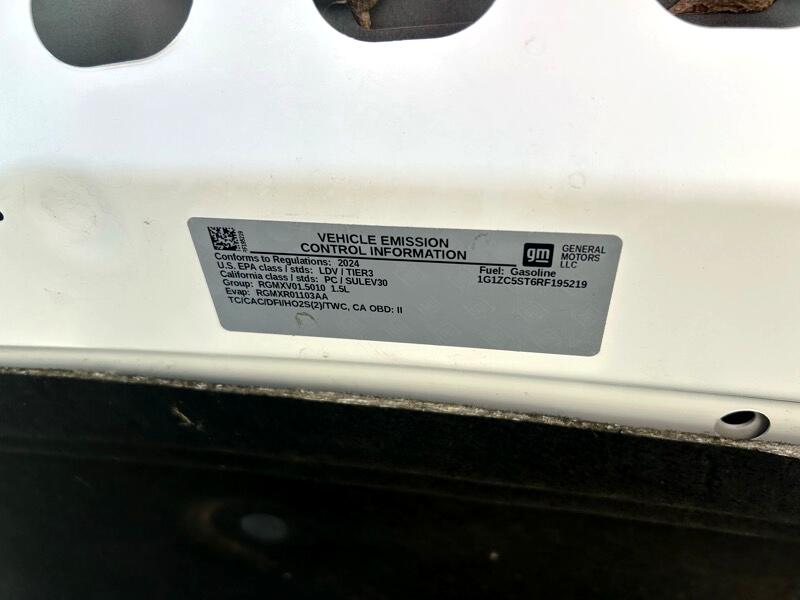 RF195219
VEHICLE EMISSION
CONTROL INFORMATION
gm
GENERAL
MOTORS
LLC
Conforms to Regulations: 2024
U.S. EPA class / stds: LDV / TIER3
California class / stds: PC / SULEV30
Group: RGMXV01.5010 1.5L
Evap: RGMXR01103AA
TC/CAC/DFI/HO2S(2)/TWC, CA OBD: II
Fuel: Gasoline
1G1ZC5ST6RF195219